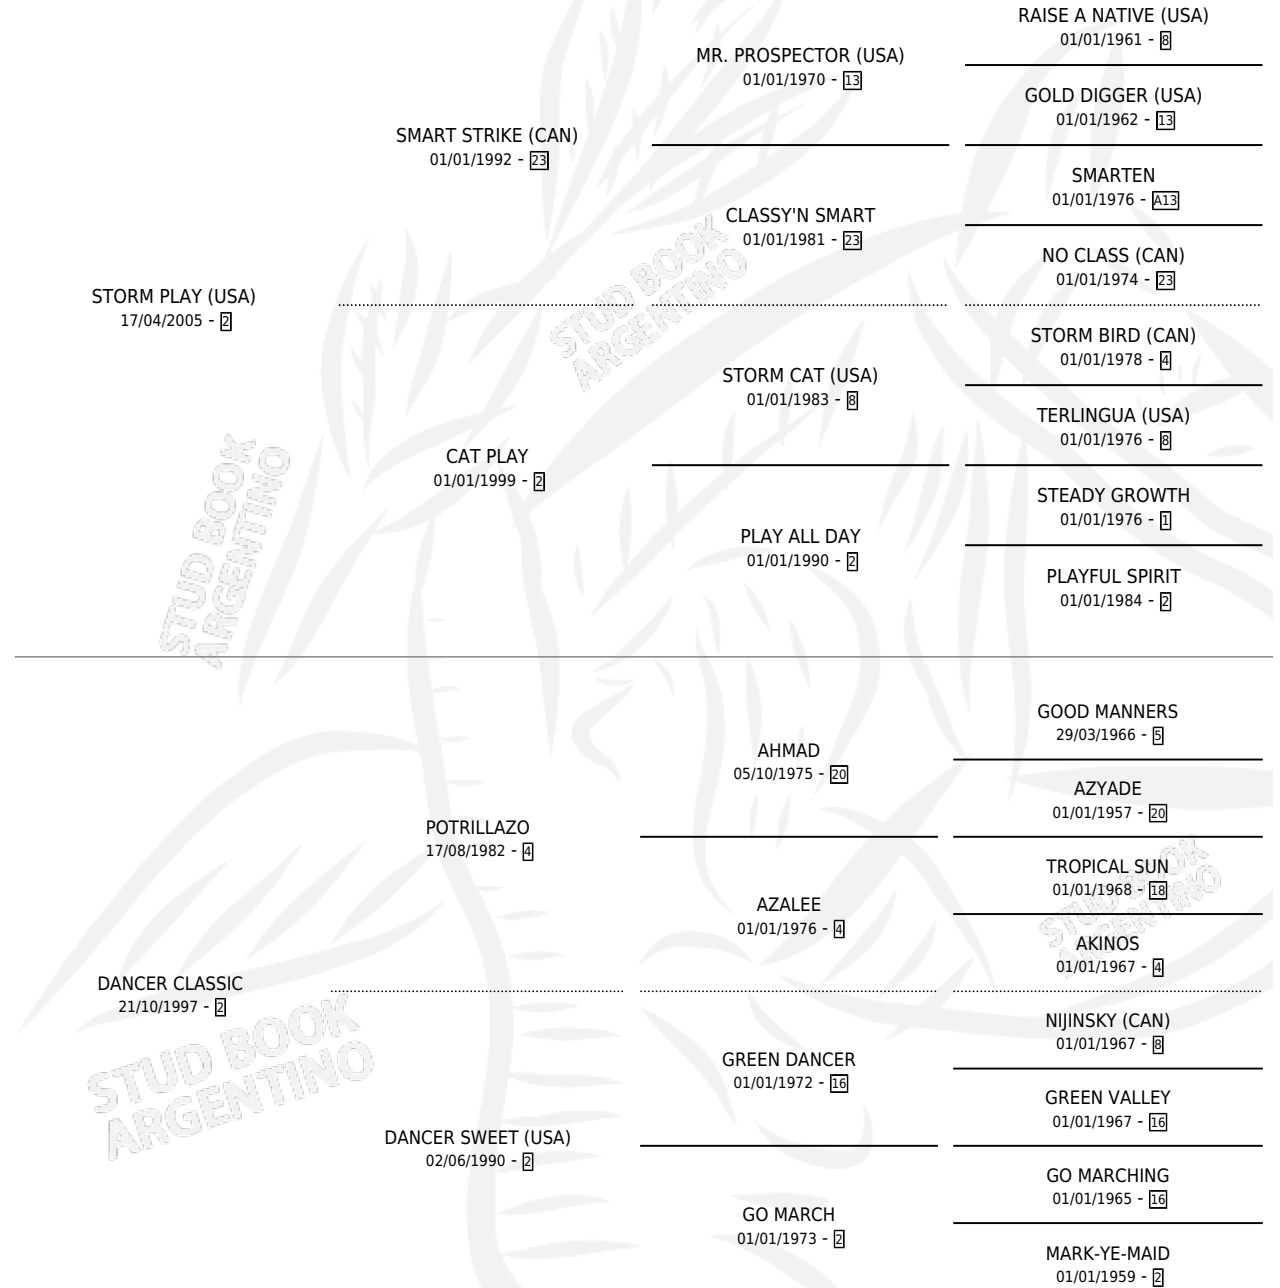 RAISE A NATIVE (USA)
01/01/1961 - 8
MR. PROSPECTOR (USA)
01/01/1970 - 13
GOLD DIGGER (USA)
01/01/1962 - 13
SMART STRIKE (CAN)
01/01/1992 - 23
SMARTEN
01/01/1976 - A13
CLASSY'N SMART
01/01/1981 - 23
NO CLASS (CAN)
01/01/1974 - 23
STORM PLAY (USA)
17/04/2005 - 2
STUD BOOK
ARGENTINO
STORM BIRD (CAN)
01/01/1978 - 4
STORM CAT (USA)
01/01/1983 - 8
TERLINGUA (USA)
01/01/1976 - 8
CAT PLAY
01/01/1999 - 2
STEADY GROWTH
01/01/1976 - 1
PLAY ALL DAY
01/01/1990 - 2
PLAYFUL SPIRIT
01/01/1984 - 2
STUD BOOK
ARGENTINO
GOOD MANNERS
29/03/1966 - 5
AHMAD
05/10/1975 - 20
AZYADE
01/01/1957 - 20
POTRILLAZO
17/08/1982 - 4
TROPICAL SUN
01/01/1968 - 18
AZALEE
01/01/1976 - 4
STUD BOOK
ARGENTINO
AKINOS
01/01/1967 - 4
DANCER CLASSIC
21/10/1997 - 2
NIJINSKY (CAN)
01/01/1967 - 8
GREEN DANCER
01/01/1972 - 16
GREEN VALLEY
01/01/1967 - 16
STUD BOOK
ARGENTINO
DANCER SWEET (USA)
02/06/1990 - 2
GO MARCHING
01/01/1965 - 16
GO MARCH
01/01/1973 - 2
MARK-YE-MAID
01/01/1959 - 2